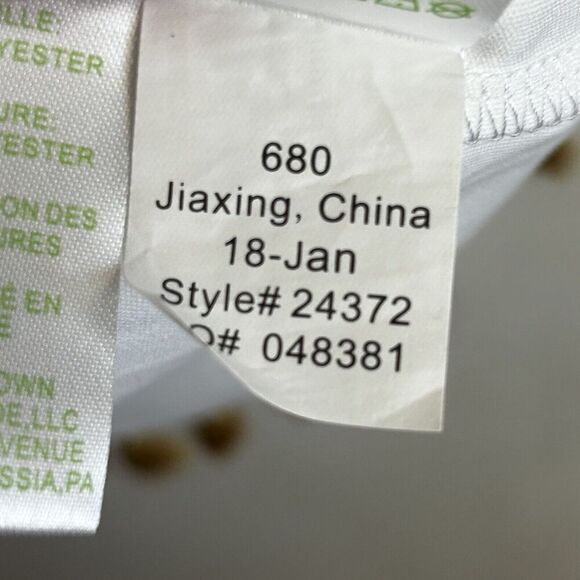 LLE:
YESTER
URE:
ESTER
ON DES
URES
É EN
E
OWN
DE, LLC
VENUE
SSIA, PA
680
Jiaxing, China
18-Jan
Style# 24372
O# 048381